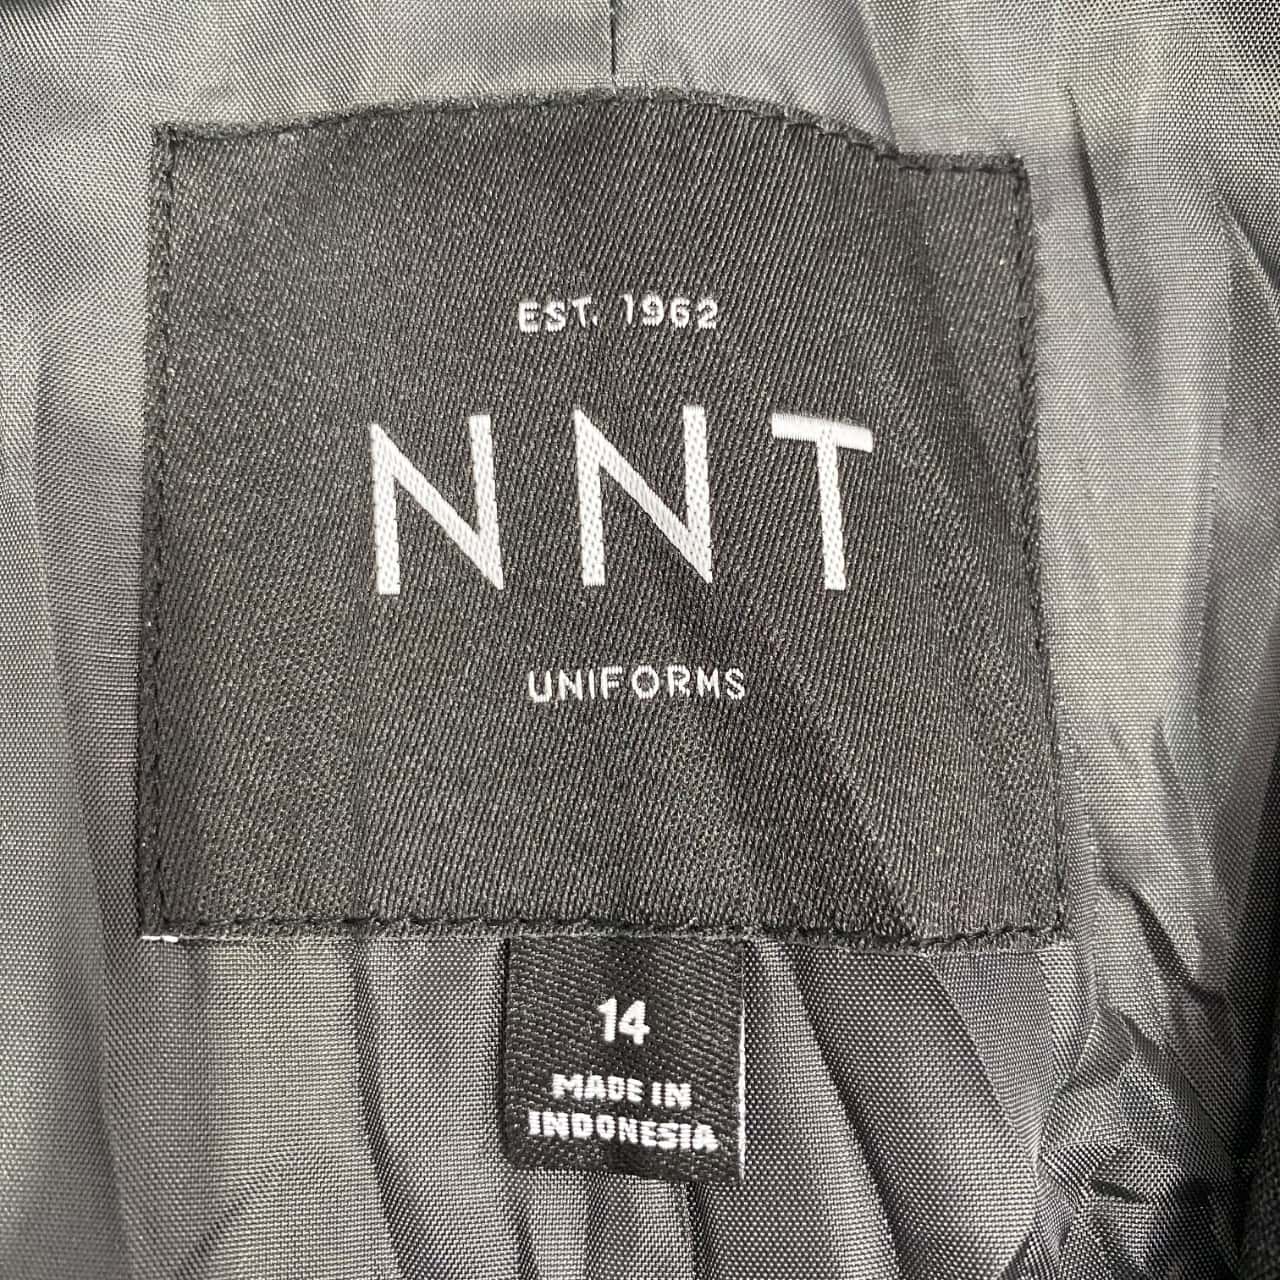 EST. 1962
NNT
UNIFORMS
14
MADE IN
INDONESIA